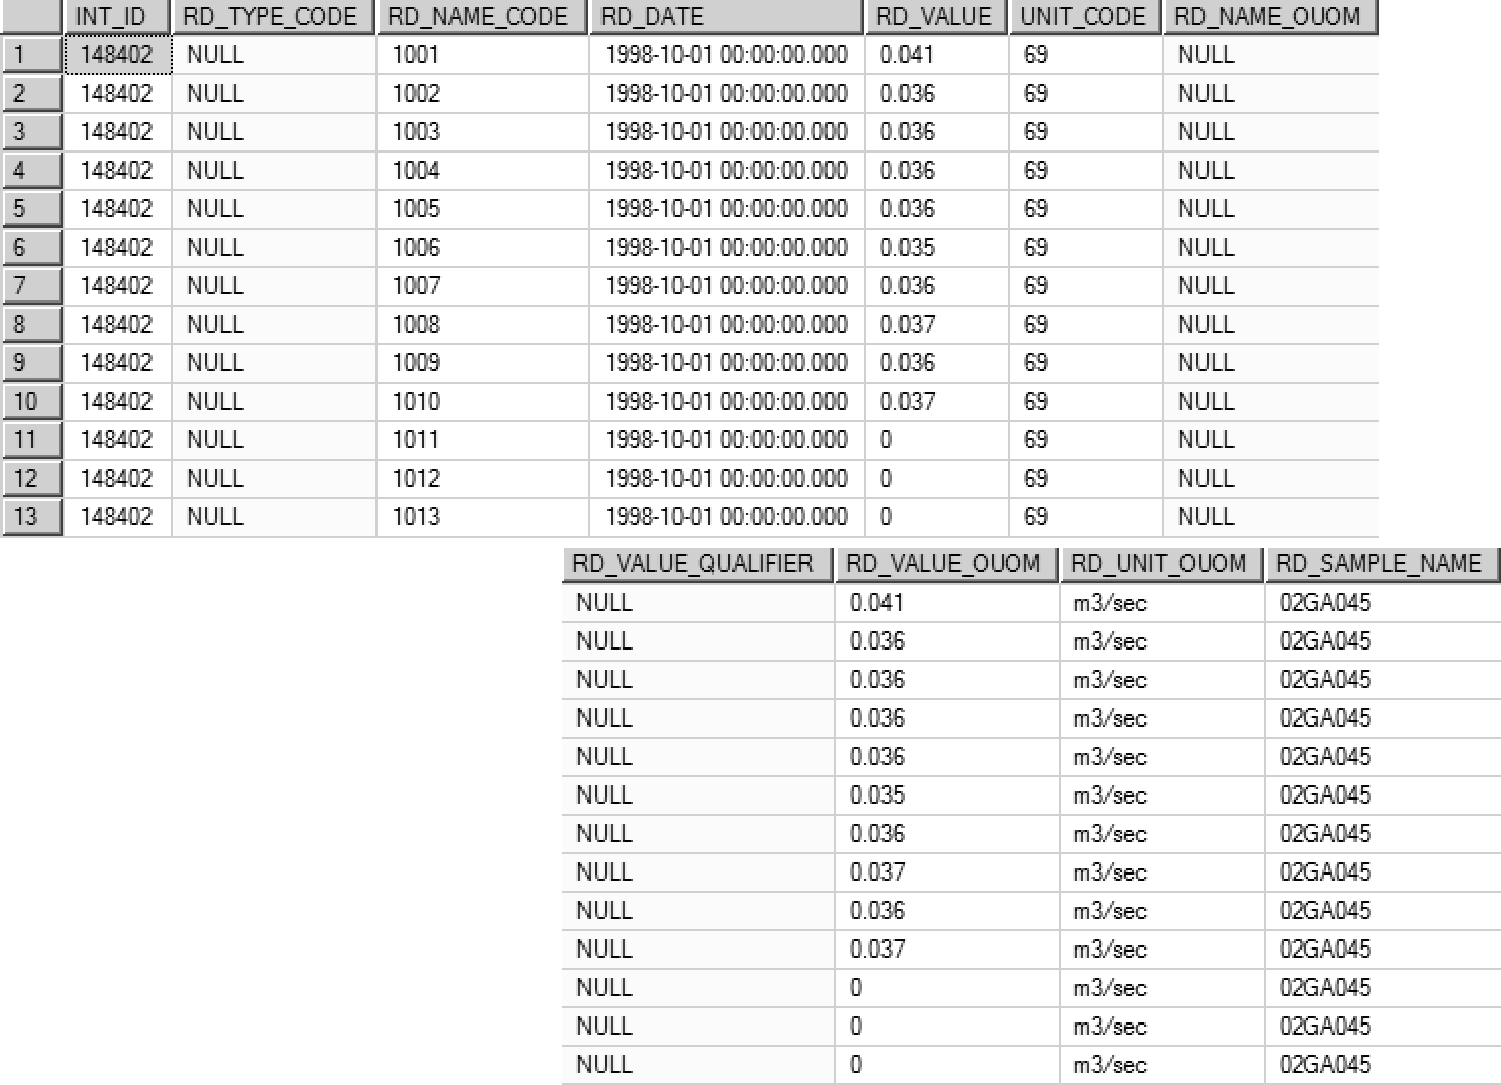 INT_ID RD_TYPE_CODE RD_NAME_CODE RD_DATE RD_VALUE UNIT_CODE RD_NAME_OUOM
1 148402 NULL 1001 1998-10-01 00:00:00.000 0.041 69 NULL
2 148402 NULL 1002 1998-10-01 00:00:00.000 0.036 69 NULL
3 148402 NULL 1003 1998-10-01 00:00:00.000 0.036 69 NULL
4 148402 NULL 1004 1998-10-01 00:00:00.000 0.036 69 NULL
5 148402 NULL 1005 1998-10-01 00:00:00.000 0.036 69 NULL
6 148402 NULL 1006 1998-10-01 00:00:00.000 0.035 69 NULL
7 148402 NULL 1007 1998-10-01 00:00:00.000 0.036 69 NULL
8 148402 NULL 1008 1998-10-01 00:00:00.000 0.037 69 NULL
9 148402 NULL 1009 1998-10-01 00:00:00.000 0.036 69 NULL
10 148402 NULL 1010 1998-10-01 00:00:00.000 0.037 69 NULL
11 148402 NULL 1011 1998-10-01 00:00:00.000 0 69 NULL
12 148402 NULL 1012 1998-10-01 00:00:00.000 0 69 NULL
13 148402 NULL 1013 1998-10-01 00:00:00.000 0 69 NULL
RD_VALUE_QUALIFIER RD_VALUE_OUOM RD_UNIT_OUOM RD_SAMPLE_NAME
NULL 0.041 m3/sec 02GA045
NULL 0.036 m3/sec 02GA045
NULL 0.036 m3/sec 02GA045
NULL 0.036 m3/sec 02GA045
NULL 0.036 m3/sec 02GA045
NULL 0.035 m3/sec 02GA045
NULL 0.036 m3/sec 02GA045
NULL 0.037 m3/sec 02GA045
NULL 0.036 m3/sec 02GA045
NULL 0.037 m3/sec 02GA045
NULL 0 m3/sec 02GA045
NULL 0 m3/sec 02GA045
NULL 0 m3/sec 02GA045